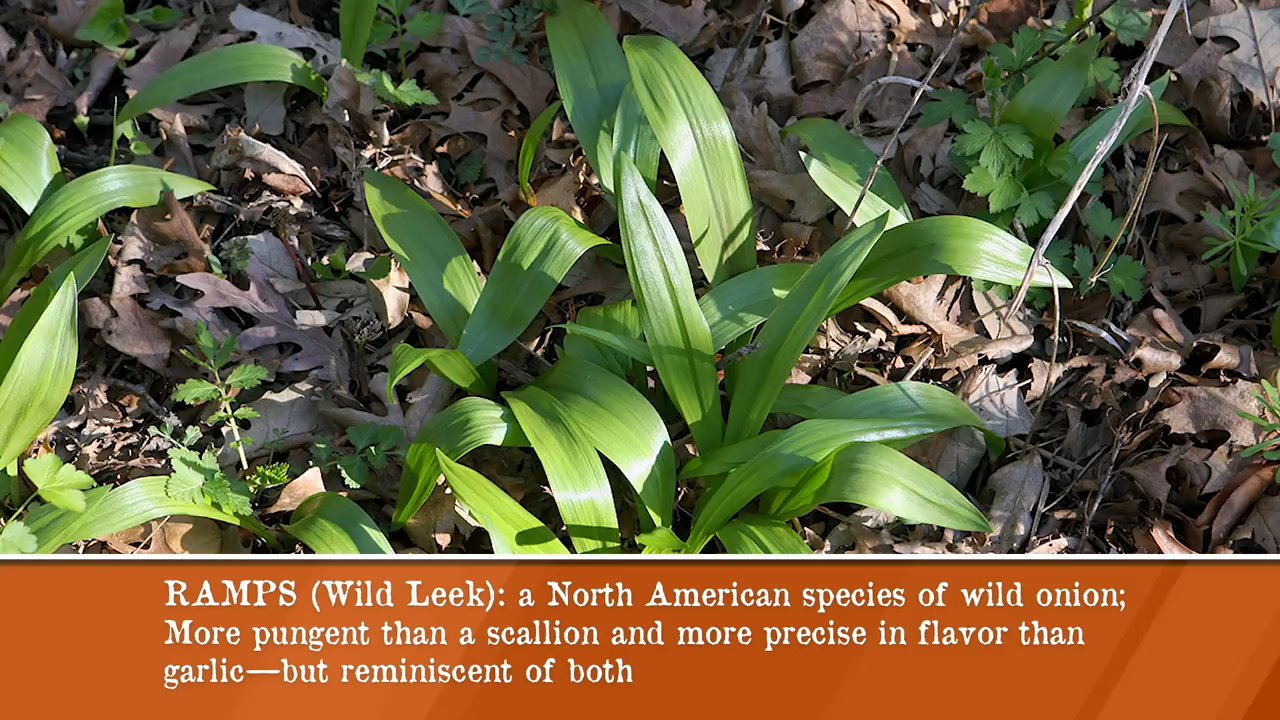 RAMPS (Wild Leek): a North American species of wild onion;
More pungent than a scallion and more precise in flavor than
garlic—but reminiscent of both